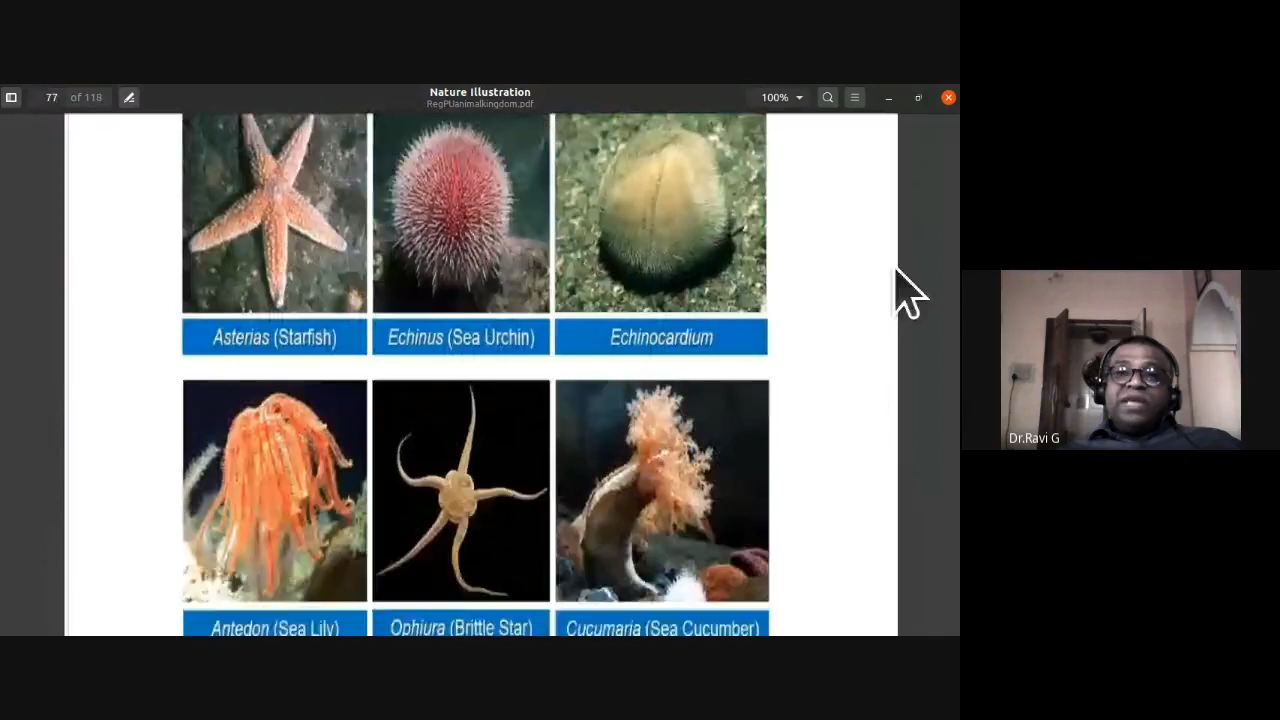 Nature Illustration
77 of 118
RegPUanimalkingdom.pdf
100%
Asterias (Starfish)
Echinus (Sea Urchin)
Echinocardium
Dr.Ravi G
Antedon (Sea Lily)
Ophiura (Brittle Star)
Cucumaria (Sea Cucumber)